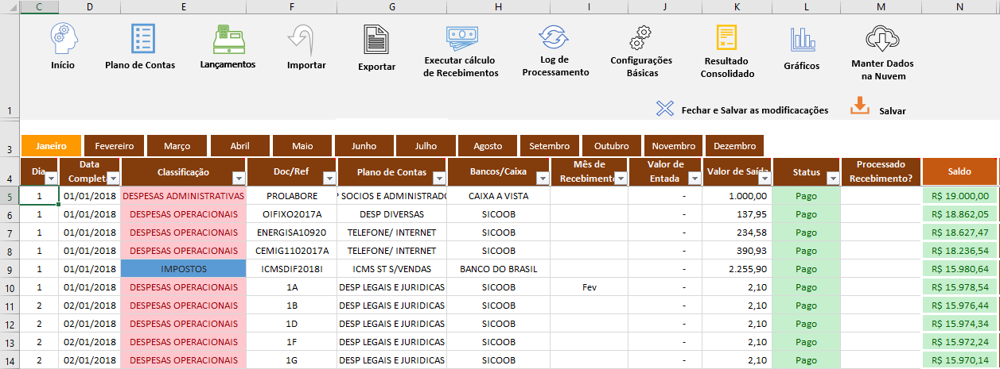 C D E F G H I J K L M N
Início Plano de Contas Lançamentos Importar Exportar Executar cálculo de Recebimentos Log de Processamento Configurações Básicas Resultado Consolidado Gráficos Manter Dados na Nuvem
1 Fechar e Salvar as modificacações Salvar
3 Janeiro Fevereiro Março Abril Maio Junho Julho Agosto Setembro Outubro Novembro Dezembro
4 Dia Data Complet Classificação Doc/Ref Plano de Contas Bancos/Caixa Mês de Recebiment Valor de Entada Valor de Saída Status Processado Recebimento? Saldo
5 1 01/01/2018 DESPESAS ADMINISTRATIVAS PROLABORE P SOCIOS E ADMINISTRADO CAIXA A VISTA - 1.000,00 Pago R$ 19.000,00
6 1 01/01/2018 DESPESAS OPERACIONAIS OIFIXO2017A DESP DIVERSAS SICOOB - 137,95 Pago R$ 18.862,05
7 1 01/01/2018 DESPESAS OPERACIONAIS ENERGISA10920 TELEFONE/ INTERNET SICOOB - 234,58 Pago R$ 18.627,47
8 1 01/01/2018 DESPESAS OPERACIONAIS CEMIG1102017A TELEFONE/ INTERNET SICOOB - 390,93 Pago R$ 18.236,54
9 1 01/01/2018 IMPOSTOS ICMSDIF2018I ICMS ST S/VENDAS BANCO DO BRASIL - 2.255,90 Pago R$ 15.980,64
10 1 01/01/2018 DESPESAS OPERACIONAIS 1A DESP LEGAIS E JURIDICAS SICOOB Fev - 2,10 Pago R$ 15.978,54
11 2 02/01/2018 DESPESAS OPERACIONAIS 1B DESP LEGAIS E JURIDICAS SICOOB - 2,10 Pago R$ 15.976,44
12 2 02/01/2018 DESPESAS OPERACIONAIS 1D DESP LEGAIS E JURIDICAS SICOOB - 2,10 Pago R$ 15.974,34
13 2 02/01/2018 DESPESAS OPERACIONAIS 1F DESP LEGAIS E JURIDICAS SICOOB - 2,10 Pago R$ 15.972,24
14 2 02/01/2018 DESPESAS OPERACIONAIS 1G DESP LEGAIS E JURIDICAS SICOOB - 2,10 Pago R$ 15.970,14